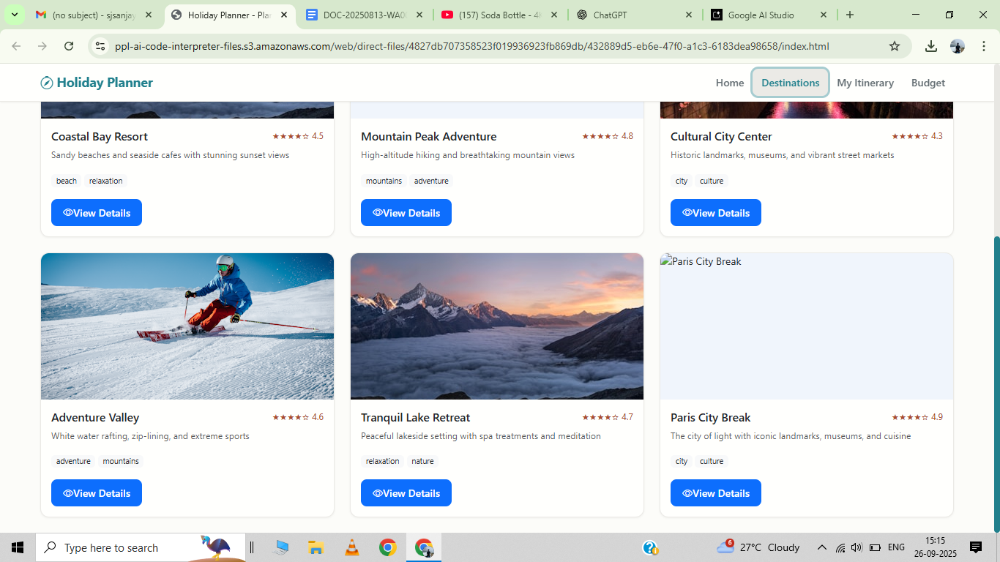 (no subject) - sjsanjay
Holiday Planner - Plan
DOC-20250813-WA00
(157) Soda Bottle - 4K
ChatGPT
Google AI Studio
ppl-ai-code-interpreter-files.s3.amazonaws.com/web/direct-files/4827db707358523f019936923fb869db/432889d5-eb6e-47f0-a1c3-6183dea98658/index.html
Holiday Planner
Home
Destinations
My Itinerary
Budget
Coastal Bay Resort
★★★★☆ 4.5
Sandy beaches and seaside cafes with stunning sunset views
beach
relaxation
View Details
Mountain Peak Adventure
★★★★☆ 4.8
High-altitude hiking and breathtaking mountain views
mountains
adventure
View Details
Cultural City Center
★★★★☆ 4.3
Historic landmarks, museums, and vibrant street markets
city
culture
View Details
Adventure Valley
★★★★☆ 4.6
White water rafting, zip-lining, and extreme sports
adventure
mountains
View Details
Tranquil Lake Retreat
★★★★☆ 4.7
Peaceful lakeside setting with spa treatments and meditation
relaxation
nature
View Details
Paris City Break
Paris City Break
★★★★☆ 4.9
The city of light with iconic landmarks, museums, and cuisine
city
culture
View Details
Type here to search
6
27°C Cloudy
ENG
15:15
26-09-2025